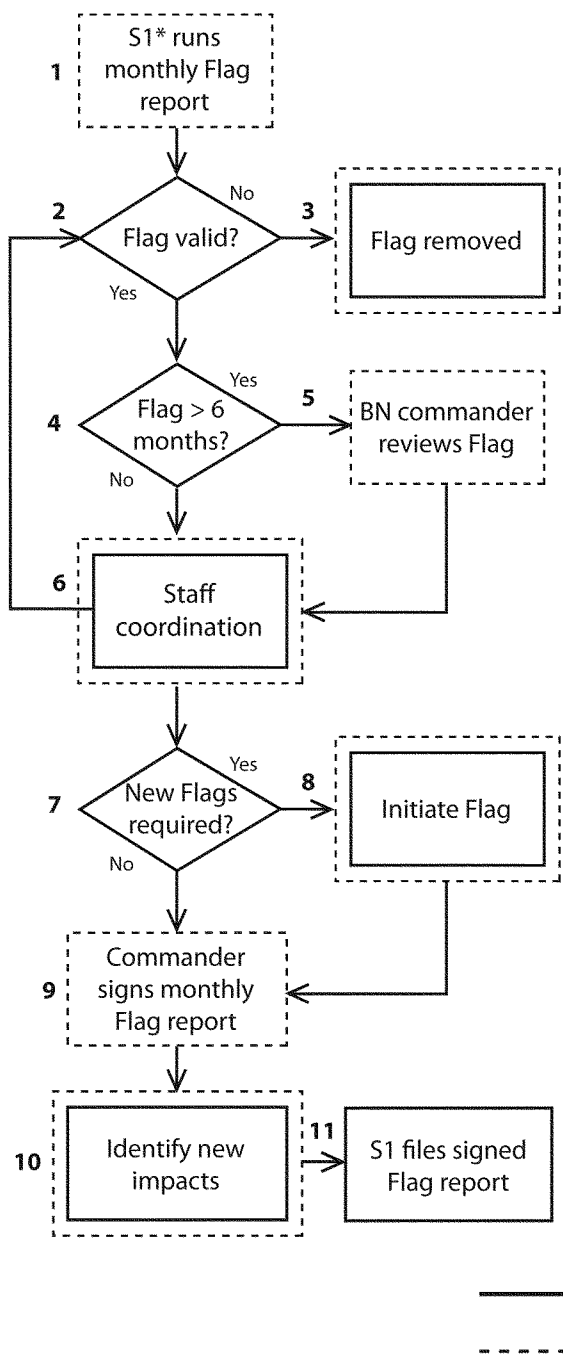 1
S1* runs
monthly Flag
report
2
Flag valid?
No
Yes
3
Flag removed
4
Flag > 6
months?
Yes
No
5
BN commander
reviews Flag
6
Staff
coordination
7
New Flags
required?
Yes
No
8
Initiate Flag
9
Commander
signs monthly
Flag report
10
Identify new
impacts
11
S1 files signed
Flag report